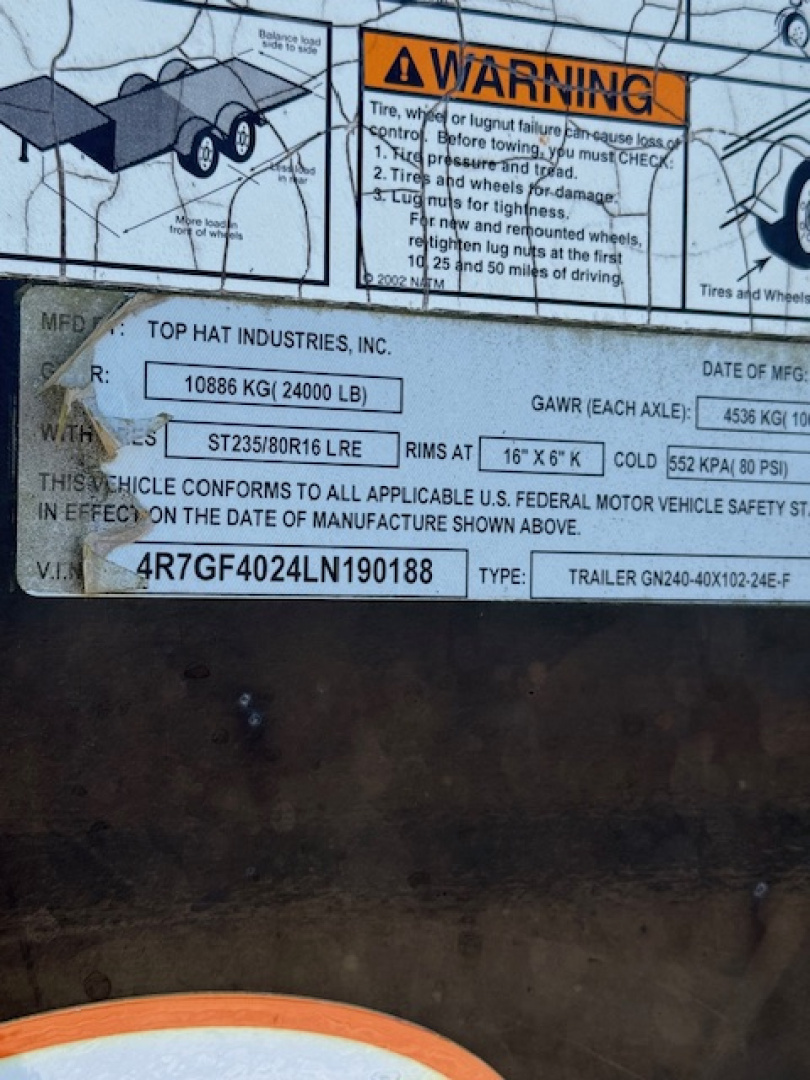 Balance load
side to side
Less load
in rear
More load in
front of wheels
WARNING
Tire, wheel or lugnut failure can cause loss of
control. Before towing, you must CHECK:
1. Tire pressure and tread.
2. Tires and wheels for damage.
3. Lug nuts for tightness.
For new and remounted wheels,
re-tighten lug nuts at the first
10, 25 and 50 miles of driving.
© 2002 NATM
Tires and Wheels
MFD BY: TOP HAT INDUSTRIES, INC.
DATE OF MFG:
G R: 10886 KG( 24000 LB)
GAWR (EACH AXLE): 4536 KG( 10
WITH TIRES ST235/80R16 LRE RIMS AT 16" X 6" K COLD 552 KPA( 80 PSI)
THIS VEHICLE CONFORMS TO ALL APPLICABLE U.S. FEDERAL MOTOR VEHICLE SAFETY ST
IN EFFECT ON THE DATE OF MANUFACTURE SHOWN ABOVE.
V.I.N 4R7GF4024LN190188 TYPE: TRAILER GN240-40X102-24E-F